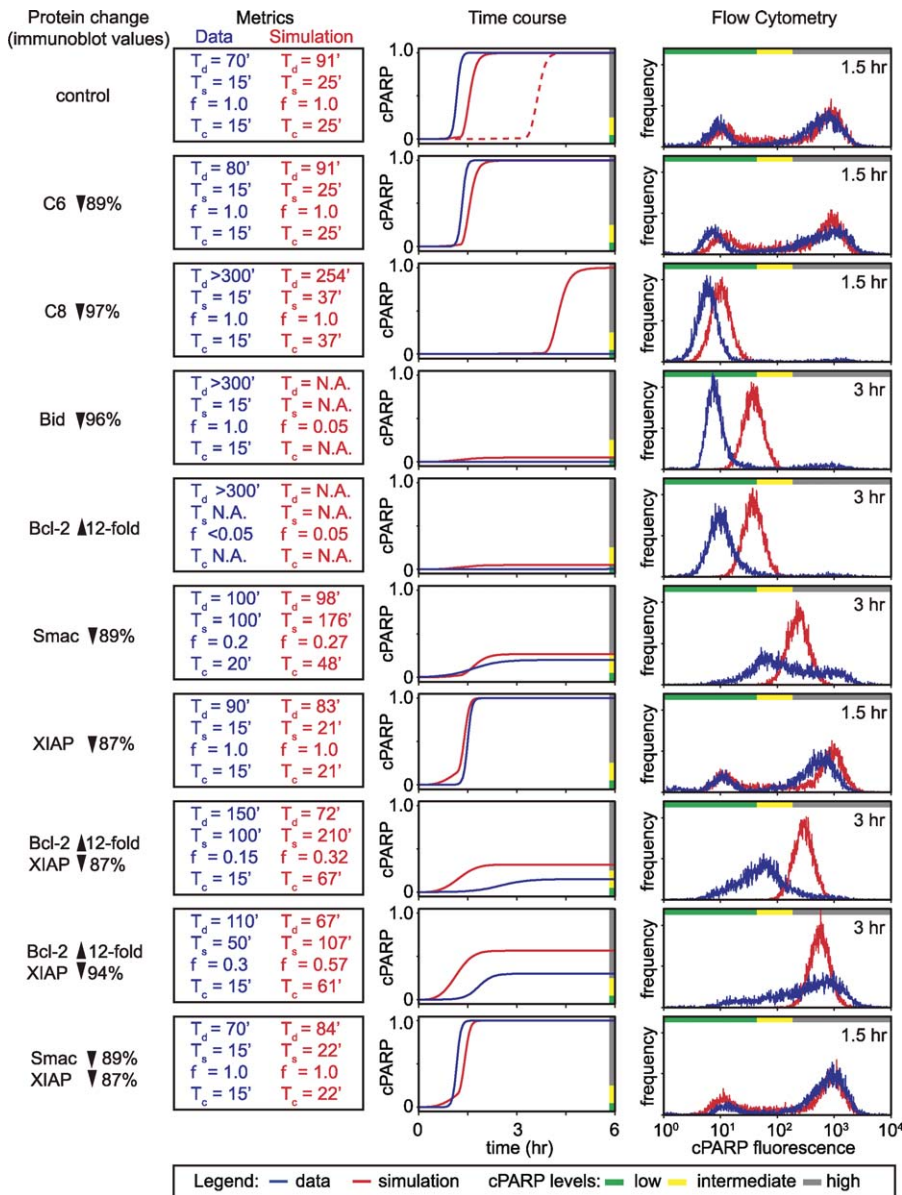 Protein change (immunoblot values)
Metrics
Time course
Flow Cytometry
Data Simulation
control
Td = 70' Td = 91'
Ts = 15' Ts = 25'
f = 1.0 f = 1.0
Tc = 15' Tc = 25'
cPARP
1.0
0
frequency
1.5 hr
C6 ▼89%
Td = 80' Td = 91'
Ts = 15' Ts = 25'
f = 1.0 f = 1.0
Tc = 15' Tc = 25'
cPARP
1.0
0
frequency
1.5 hr
C8 ▼97%
Td >300' Td = 254'
Ts = 15' Ts = 37'
f = 1.0 f = 1.0
Tc = 15' Tc = 37'
cPARP
1.0
0
frequency
1.5 hr
Bid ▼96%
Td >300' Td = N.A.
Ts = 15' Ts = N.A.
f = 1.0 f = 0.05
Tc = 15' Tc = N.A.
cPARP
1.0
0
frequency
3 hr
Bcl-2 ▲12-fold
Td >300' Td = N.A.
Ts N.A. Ts = N.A.
f <0.05 f = 0.05
Tc N.A. Tc = N.A.
cPARP
1.0
0
frequency
3 hr
Smac ▼89%
Td = 100' Td = 98'
Ts = 100' Ts = 176'
f = 0.2 f = 0.27
Tc = 20' Tc = 48'
cPARP
1.0
0
frequency
3 hr
XIAP ▼87%
Td = 90' Td = 83'
Ts = 15' Ts = 21'
f = 1.0 f = 1.0
Tc = 15' Tc = 21'
cPARP
1.0
0
frequency
1.5 hr
Bcl-2 ▲12-fold
XIAP ▼87%
Td = 150' Td = 72'
Ts = 100' Ts = 210'
f = 0.15 f = 0.32
Tc = 15' Tc = 67'
cPARP
1.0
0
frequency
3 hr
Bcl-2 ▲12-fold
XIAP ▼94%
Td = 110' Td = 67'
Ts = 50' Ts = 107'
f = 0.3 f = 0.57
Tc = 15' Tc = 61'
cPARP
1.0
0
frequency
3 hr
Smac ▼ 89%
XIAP ▼ 87%
Td = 70' Td = 84'
Ts = 15' Ts = 22'
f = 1.0 f = 1.0
Tc = 15' Tc = 22'
cPARP
1.0
0
frequency
1.5 hr
0 3 6
time (hr)
10⁰ 10¹ 10² 10³ 10⁴
cPARP fluorescence
Legend: data simulation cPARP levels: low intermediate high